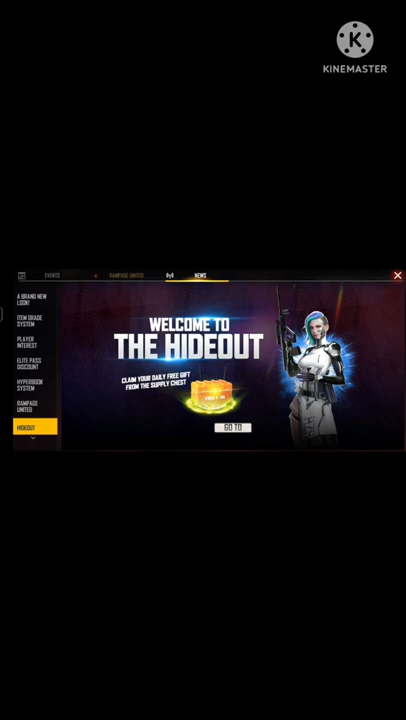 KINEMASTER
EVENTS
RAMPAGE UNITED
NEWS
A BRAND NEW
LOOK!
ITEM GRADE
SYSTEM
PLAYER
INTEREST
ELITE PASS
DISCOUNT
HYPERBOOK
SYSTEM
RAMPAGE
UNITED
HIDEOUT
WELCOME TO
THE HIDEOUT
CLAIM YOUR DAILY FREE GIFT
FROM THE SUPPLY CHEST
GO TO